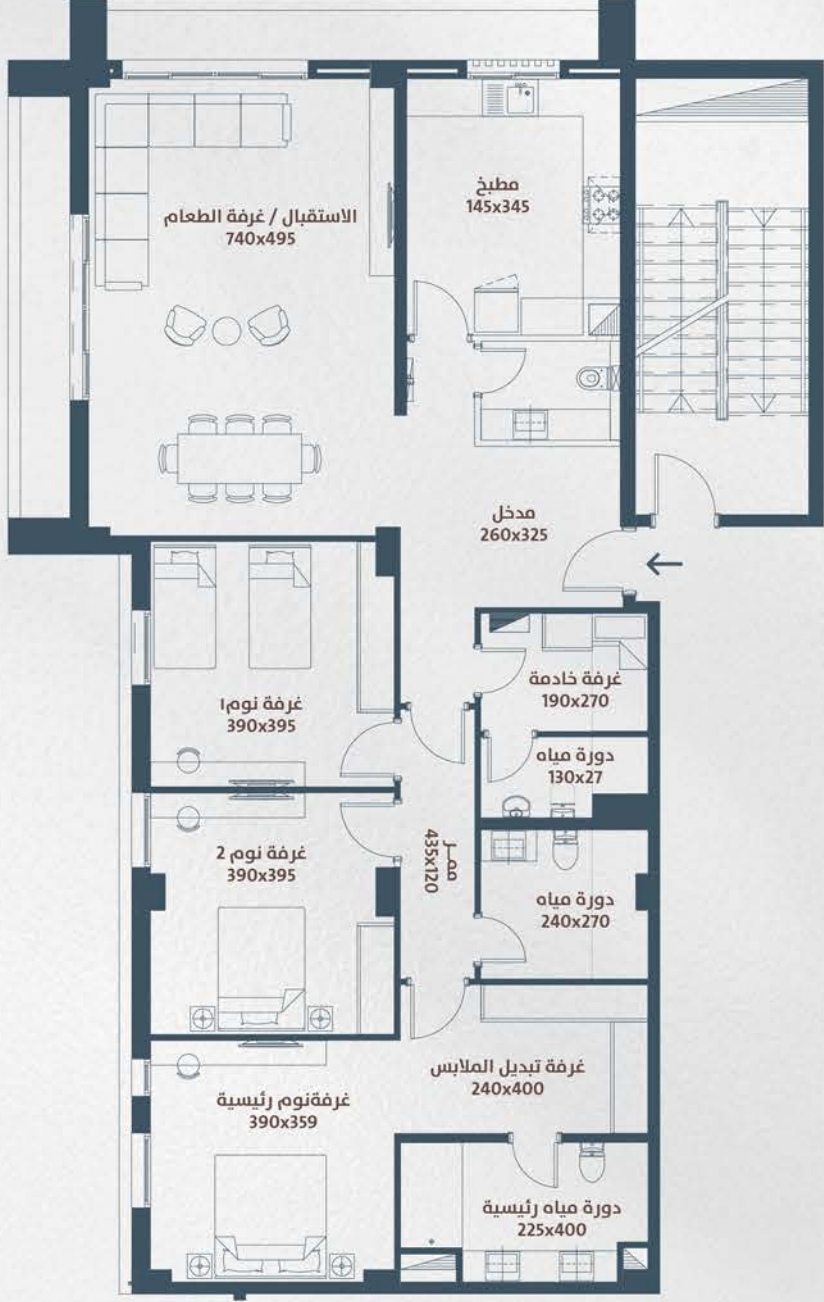 الاستقبال / غرفة الطعام
740x495
مطبخ
145x345
مدخل
260x325
غرفة خادمة
190x270
غرفة نوم١
390x395
دورة مياه
130x27
غرفة نوم 2
390x395
ممر
435x120
دورة مياه
240x270
غرفة تبديل الملابس
240x400
غرفةنوم رئيسية
390x359
دورة مياه رئيسية
225x400